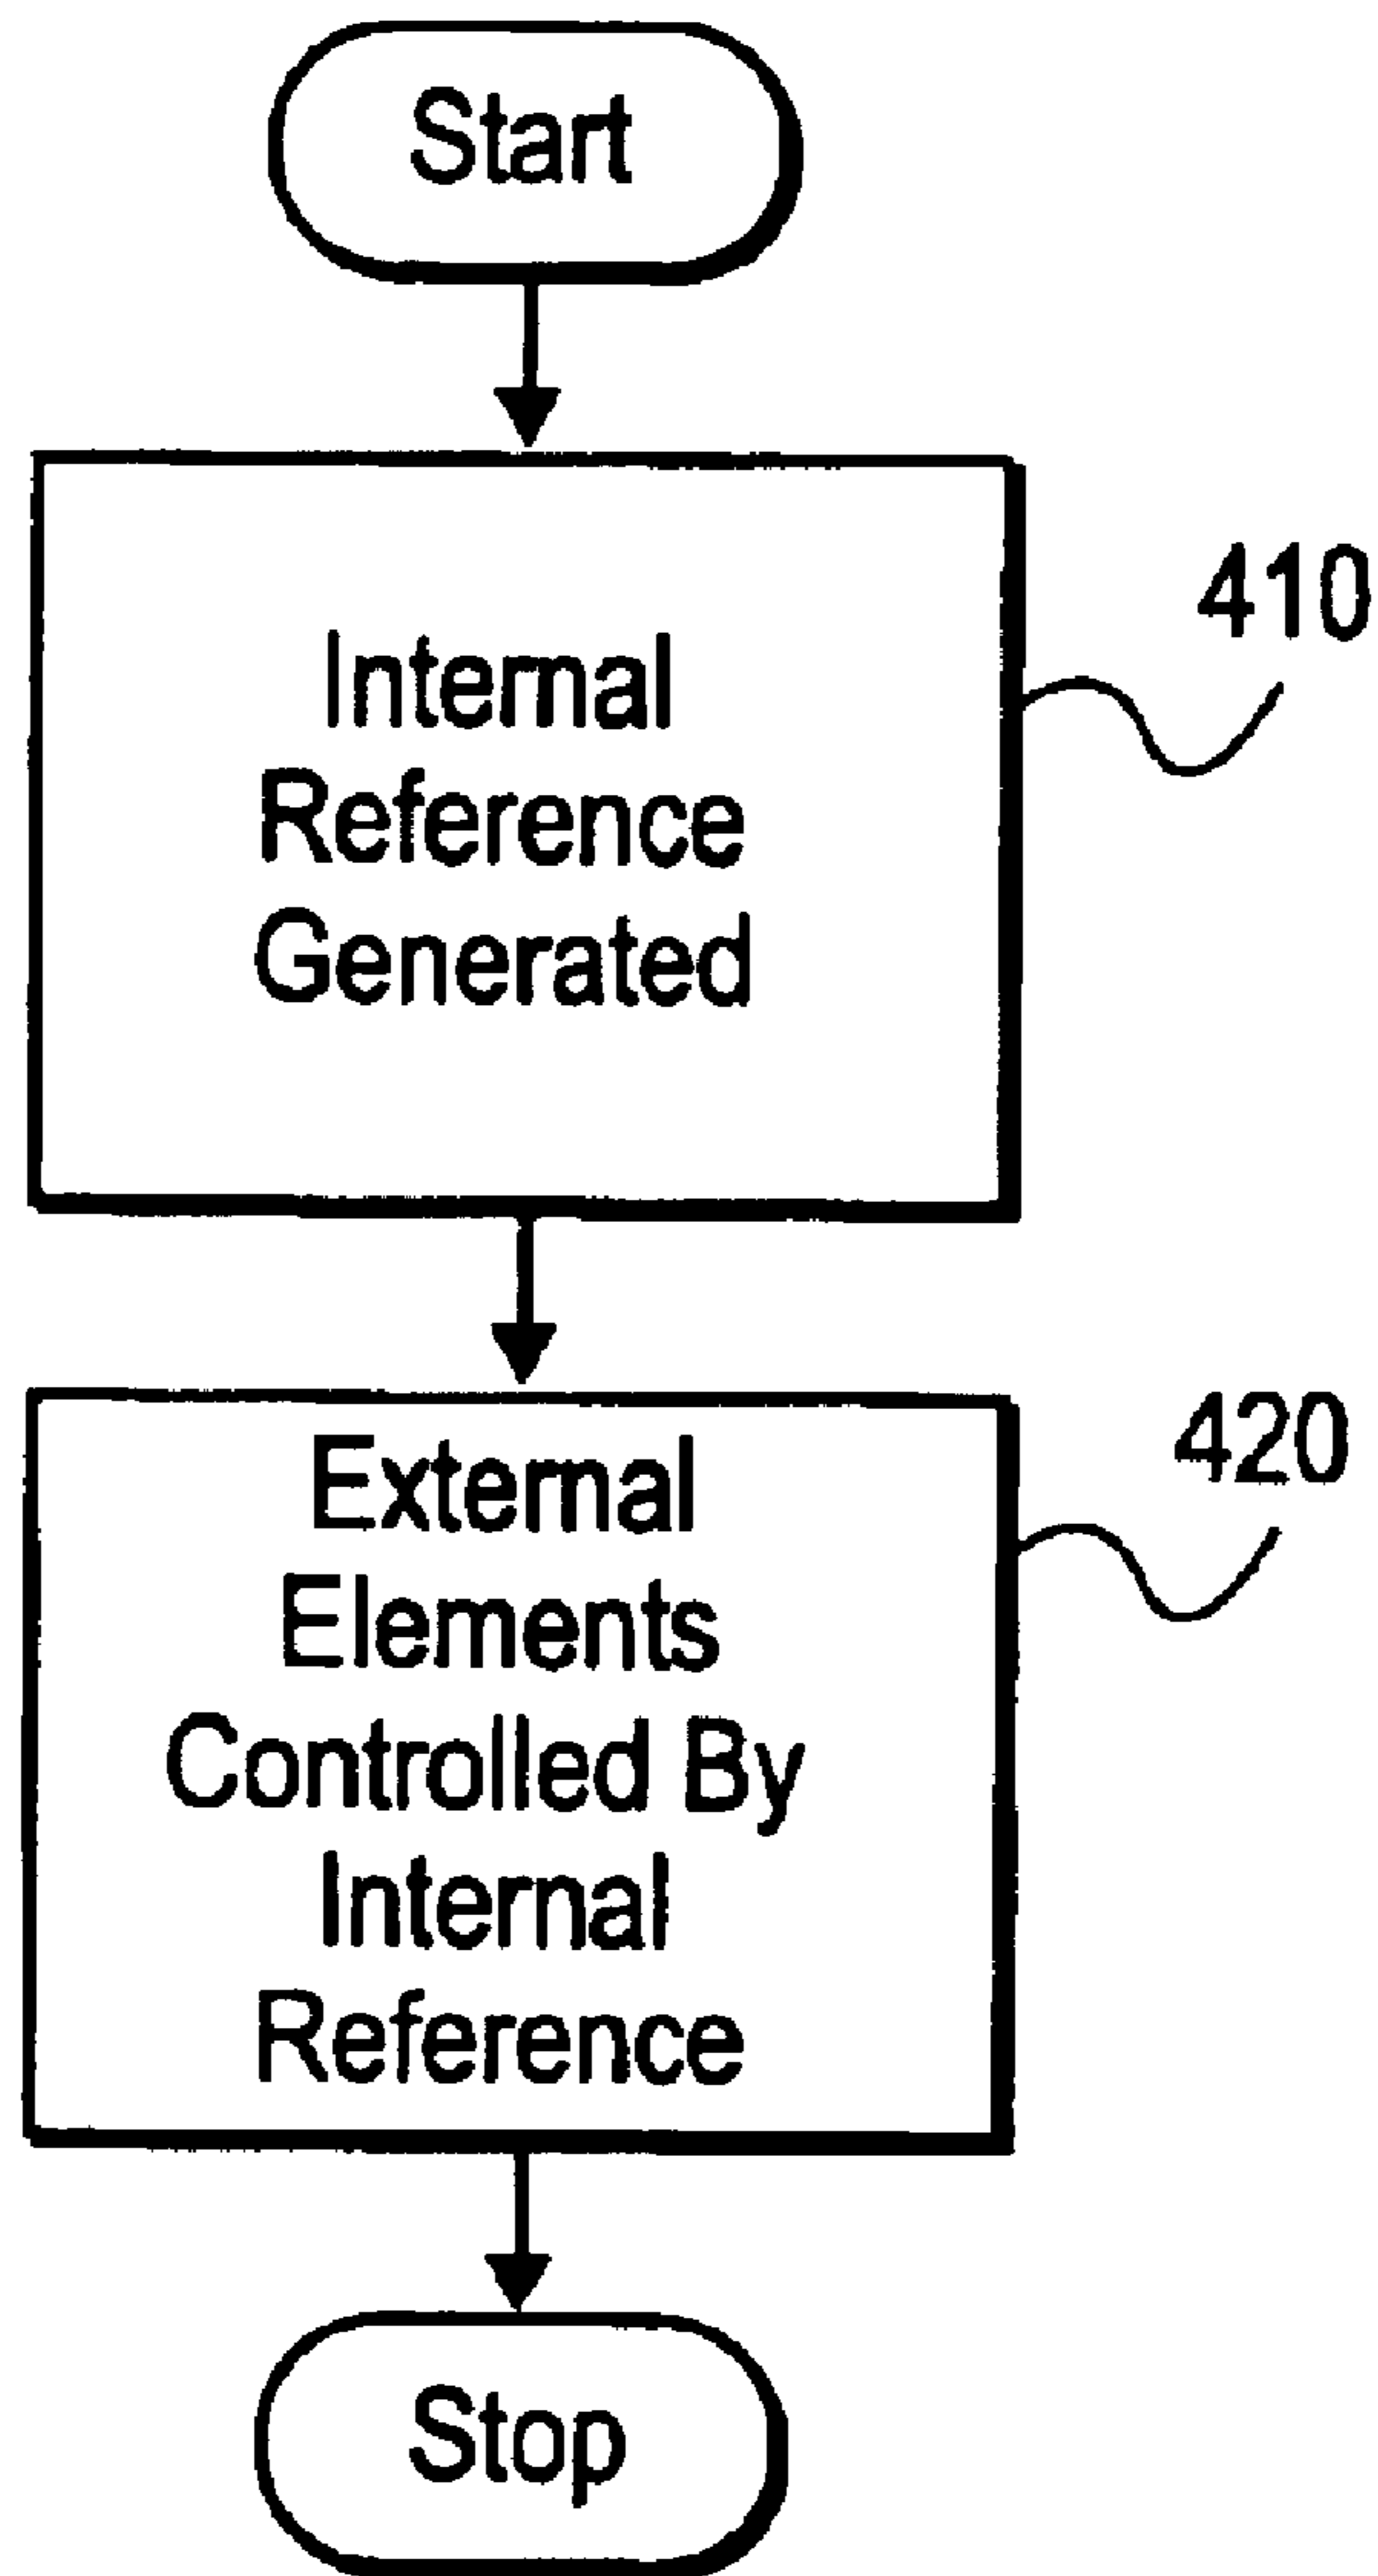 Start
410
Internal
Reference
Generated
420
External
Elements
Controlled By
Internal
Reference
Stop